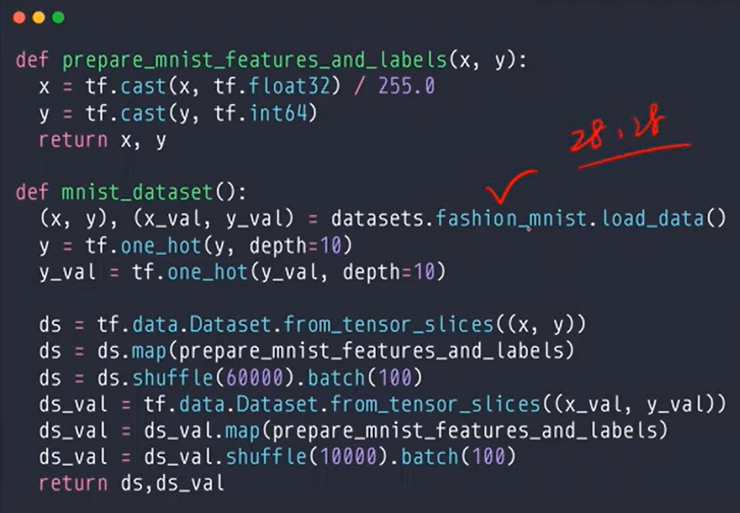 def prepare_mnist_features_and_labels(x, y):
  x = tf.cast(x, tf.float32) / 255.0
  y = tf.cast(y, tf.int64)
  return x, y
28,28
def mnist_dataset():
  (x, y), (x_val, y_val) = datasets.fashion_mnist.load_data()
  y = tf.one_hot(y, depth=10)
  y_val = tf.one_hot(y_val, depth=10)
  ds = tf.data.Dataset.from_tensor_slices((x, y))
  ds = ds.map(prepare_mnist_features_and_labels)
  ds = ds.shuffle(60000).batch(100)
  ds_val = tf.data.Dataset.from_tensor_slices((x_val, y_val))
  ds_val = ds_val.map(prepare_mnist_features_and_labels)
  ds_val = ds_val.shuffle(10000).batch(100)
  return ds,ds_val